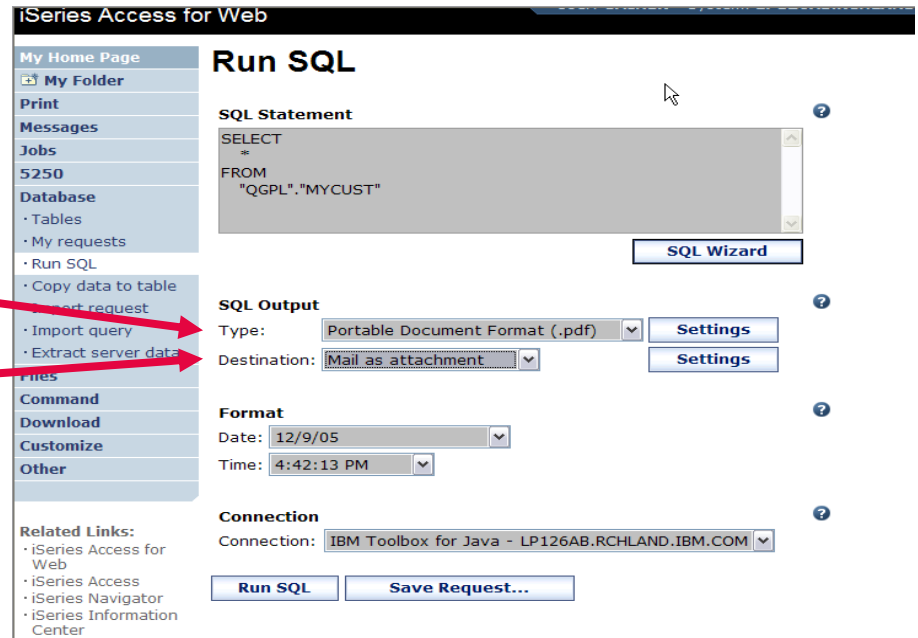 iSeries Access for Web
My Home Page
My Folder
Print
Messages
Jobs
5250
Database
· Tables
· My requests
· Run SQL
· Copy data to table
· Import request
· Import query
· Extract server data
Files
Command
Download
Customize
Other
Related Links:
· iSeries Access for
Web
· iSeries Access
· iSeries Navigator
· iSeries Information
Center
Run SQL
SQL Statement
?
SELECT
*
FROM
"QGPL"."MYCUST"
SQL Wizard
SQL Output
?
Type: Portable Document Format (.pdf) Settings
Destination: Mail as attachment Settings
Format
?
Date: 12/9/05
Time: 4:42:13 PM
Connection
?
Connection: IBM Toolbox for Java - LP126AB.RCHLAND.IBM.COM
Run SQL Save Request...